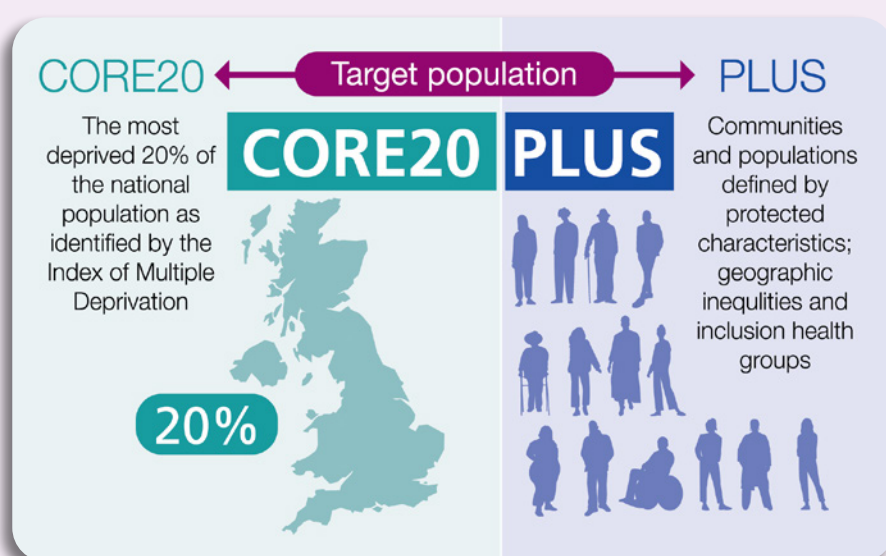 CORE20
Target population
PLUS
The most
deprived 20% of
the national
population as
identified by the
Index of Multiple
Deprivation
CORE20
PLUS
Communities
and populations
defined by
protected
characteristics;
geographic
inequlities and
inclusion health
groups
20%